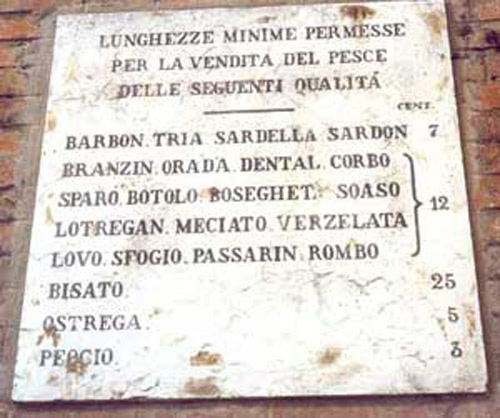 LUNGHEZZE MINIME PERMESSE
PER LA VENDITA DEL PESCE
DELLE SEGUENTI QUALITÁ
CENT.
BARBON. TRIA. SARDELLA SARDON 7
BRANZIN. ORADA. DENTAL. CORBO
SPARO. BOTOLO. BOSEGHET. SOASO
12
LOTREGAN. MECIATO. VERZELATA
LOVO. SFOGIO. PASSARIN. ROMBO
BISATO. 25
OSTREGA. 5
PEOCIO. 3